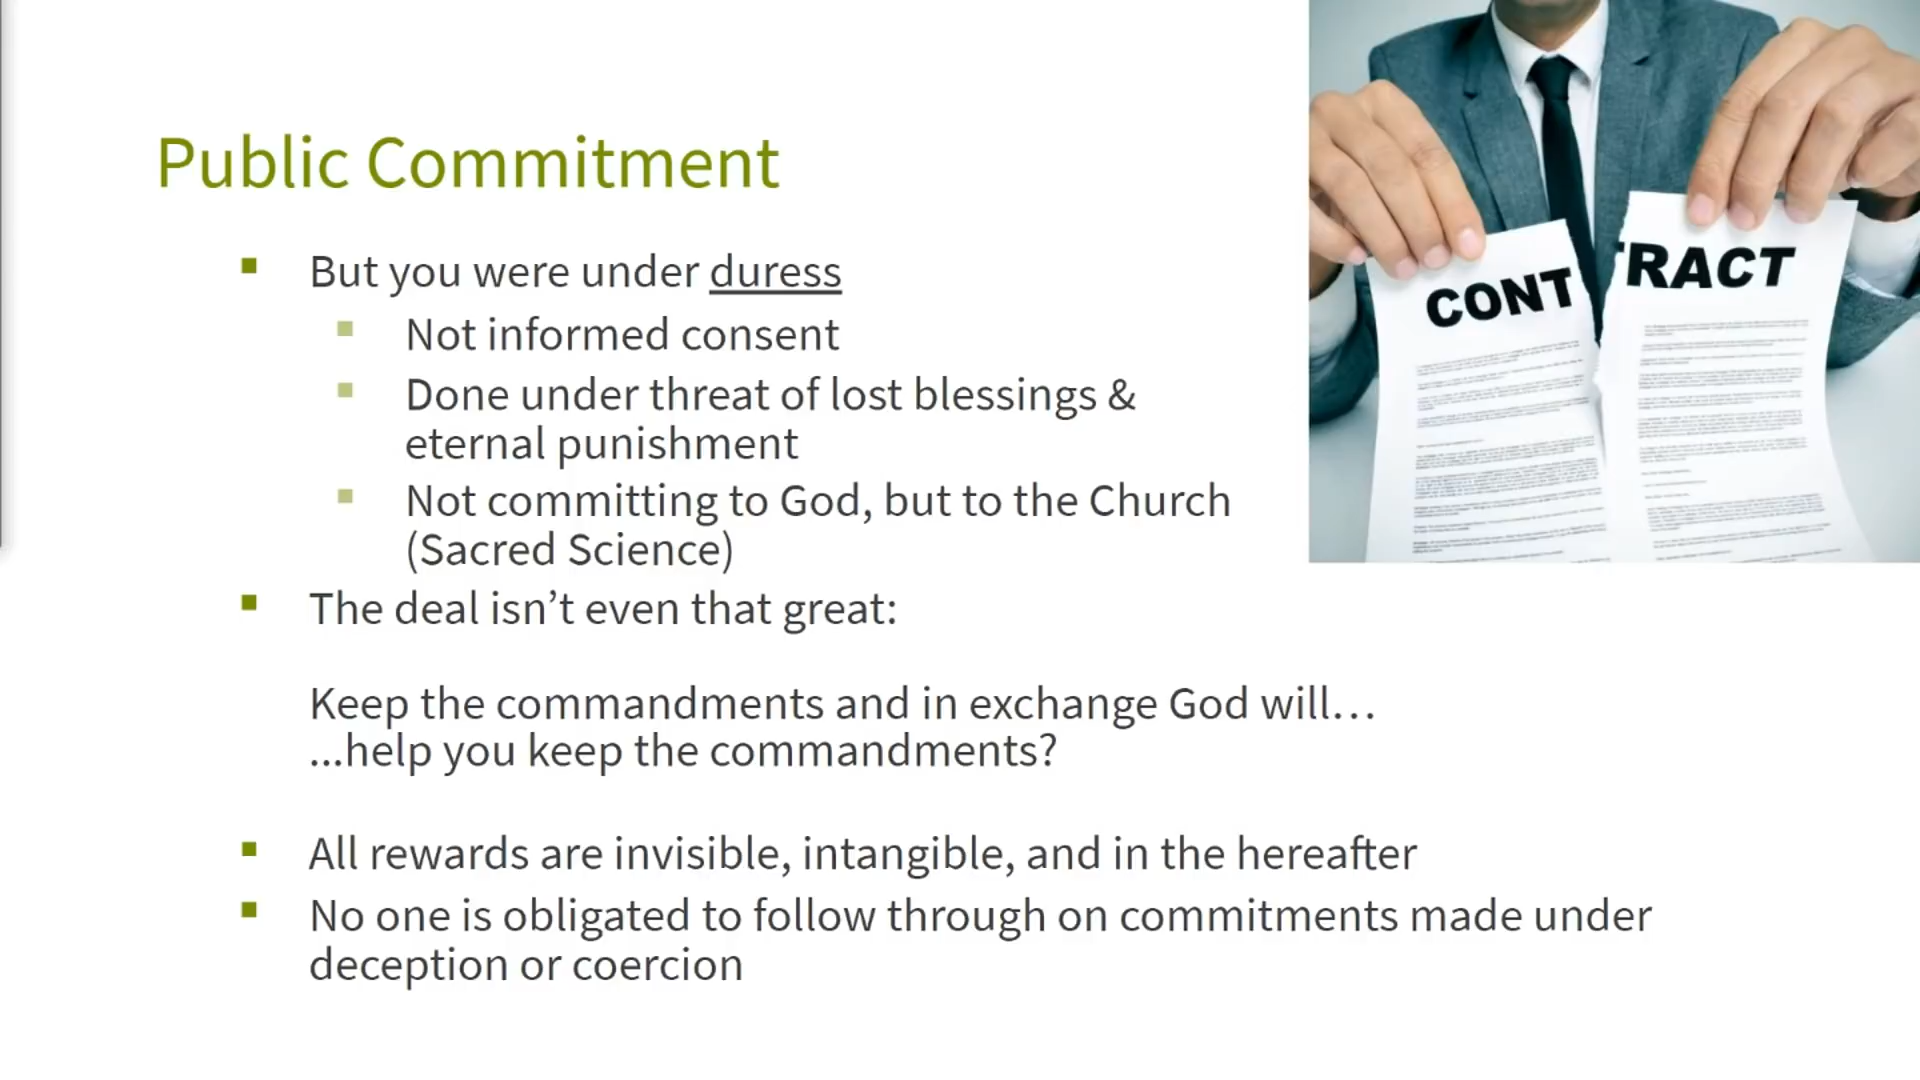 Public Commitment
But you were under duress
Not informed consent
Done under threat of lost blessings &
eternal punishment
Not committing to God, but to the Church
(Sacred Science)
The deal isn’t even that great:
Keep the commandments and in exchange God will…
...help you keep the commandments?
All rewards are invisible, intangible, and in the hereafter
No one is obligated to follow through on commitments made under
deception or coercion
CONT
RACT